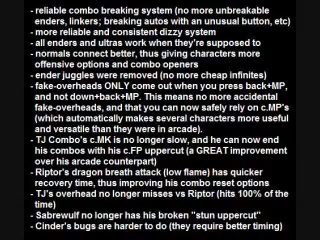 - reliable combo breaking system (no more unbreakable
enders, linkers; breaking autos with an unusual button, etc)
- more reliable and consistent dizzy system
- all enders and ultras work when they're supposed to
- normals connect better, thus giving characters more
offensive options and combo openers
- ender juggles were removed (no more cheap infinites)
- fake-overheads ONLY come out when you press back+MP,
and not down+back+MP. This means no more accidental
fake-overheads, and that you can now safely rely on c.MP's
(which automatically makes several characters more useful
and versatile than they were in arcade).
- TJ Combo's c.MK is no longer slow, and he can now end
his combos with his c.FP uppercut (a GREAT improvement
over his arcade counterpart)
- Riptor's dragon breath attack (low flame) has quicker
recovery time, thus improving his combo reset options
- TJ's overhead no longer misses vs Riptor (hits 100% of the
time)
- Sabrewulf no longer has his broken "stun uppercut"
- Cinder's bugs are harder to do (they require better timing)